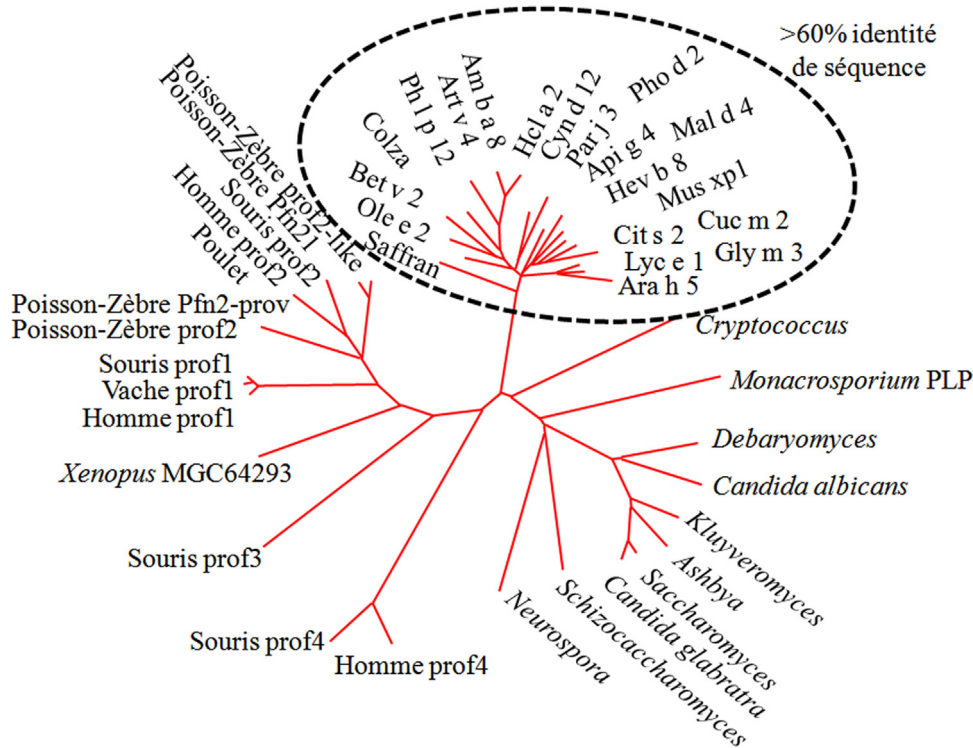 >60% identité
de séquence
Poisson-Zèbre prof2-like
Poisson-Zèbre Pfn21
Souris prof2
Homme prof2
Poulet
Poisson-Zèbre Pfn2-prov
Poisson-Zèbre prof2
Souris prof1
Vache prof1
Homme prof1
Xenopus MGC64293
Souris prof3
Souris prof4
Homme prof4
Saffran
Ole e 2
Bet v 2
Colza
Phl p 12
Art v 4
Amb a 8
Hcl a 2
Cyn d 12
Par j 3
Pho d 2
Api g 4
Mal d 4
Hev b 8
Mus xp1
Cit s 2
Cuc m 2
Lyc e 1
Gly m 3
Ara h 5
Cryptococcus
Monacrosporium PLP
Debaryomyces
Candida albicans
Kluyveromyces
Ashbya
Saccharomyces
Candida glabratra
Schizocaccharomyces
Neurospora